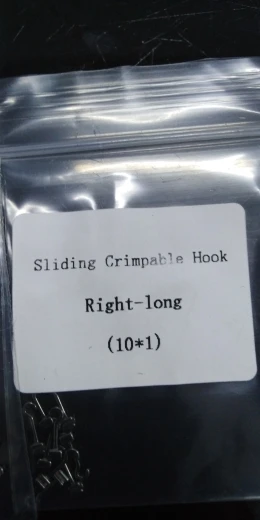 Sliding Crimpable Hook
Right-long
(10*1)